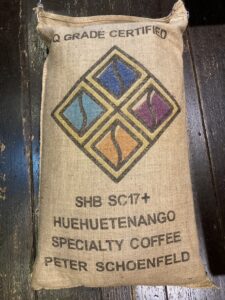 Q GRADE CERTIFIED
SHB SC17+
HUEHUETENANGO
SPECIALTY COFFEE
PETER SCHOENFELD